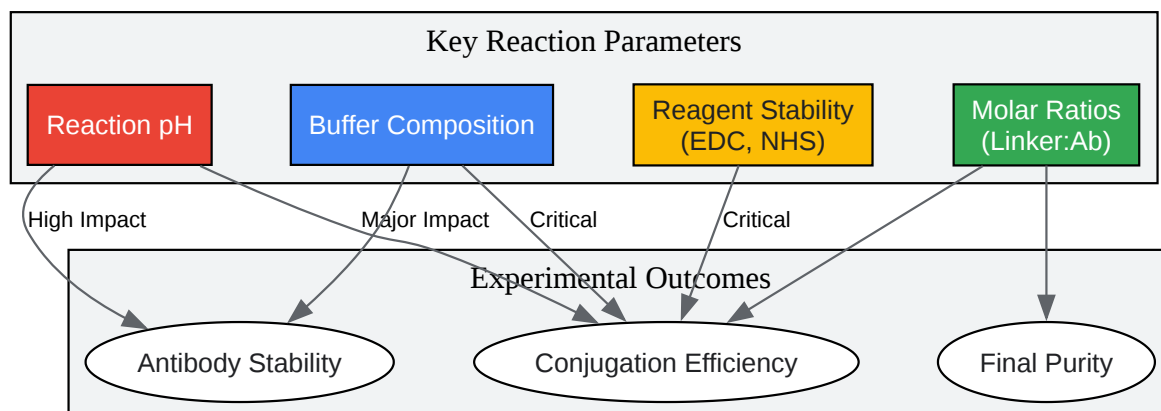 Key Reaction Parameters
Reaction pH
Buffer Composition
Reagent Stability
(EDC, NHS)
Molar Ratios
(Linker:Ab)
High Impact
Major Impact
Critical
Critical
Experimental Outcomes
Antibody Stability
Conjugation Efficiency
Final Purity